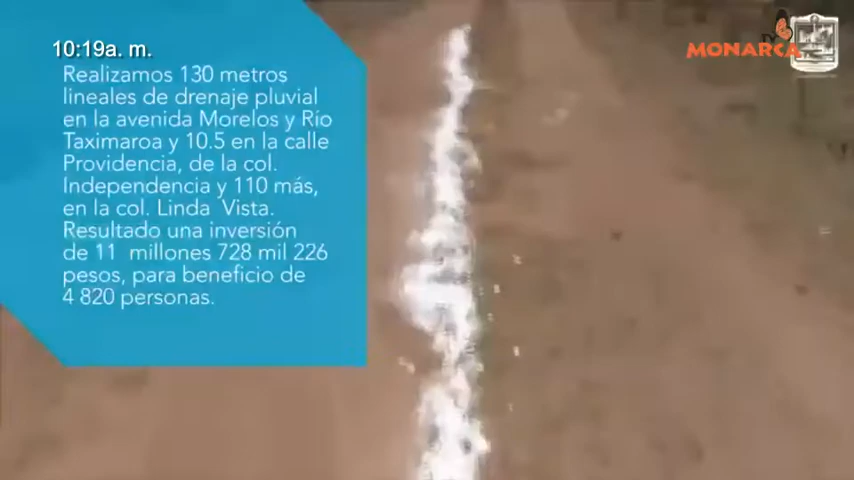 10:19a. m.
TV
MONARCA
Realizamos 130 metros
lineales de drenaje pluvial
en la avenida Morelos y Río
Taximaroa y 10.5 en la calle
Providencia, de la col.
Independencia y 110 más,
en la col. Linda Vista.
Resultado una inversión
de 11 millones 728 mil 226
pesos, para beneficio de
4 820 personas.